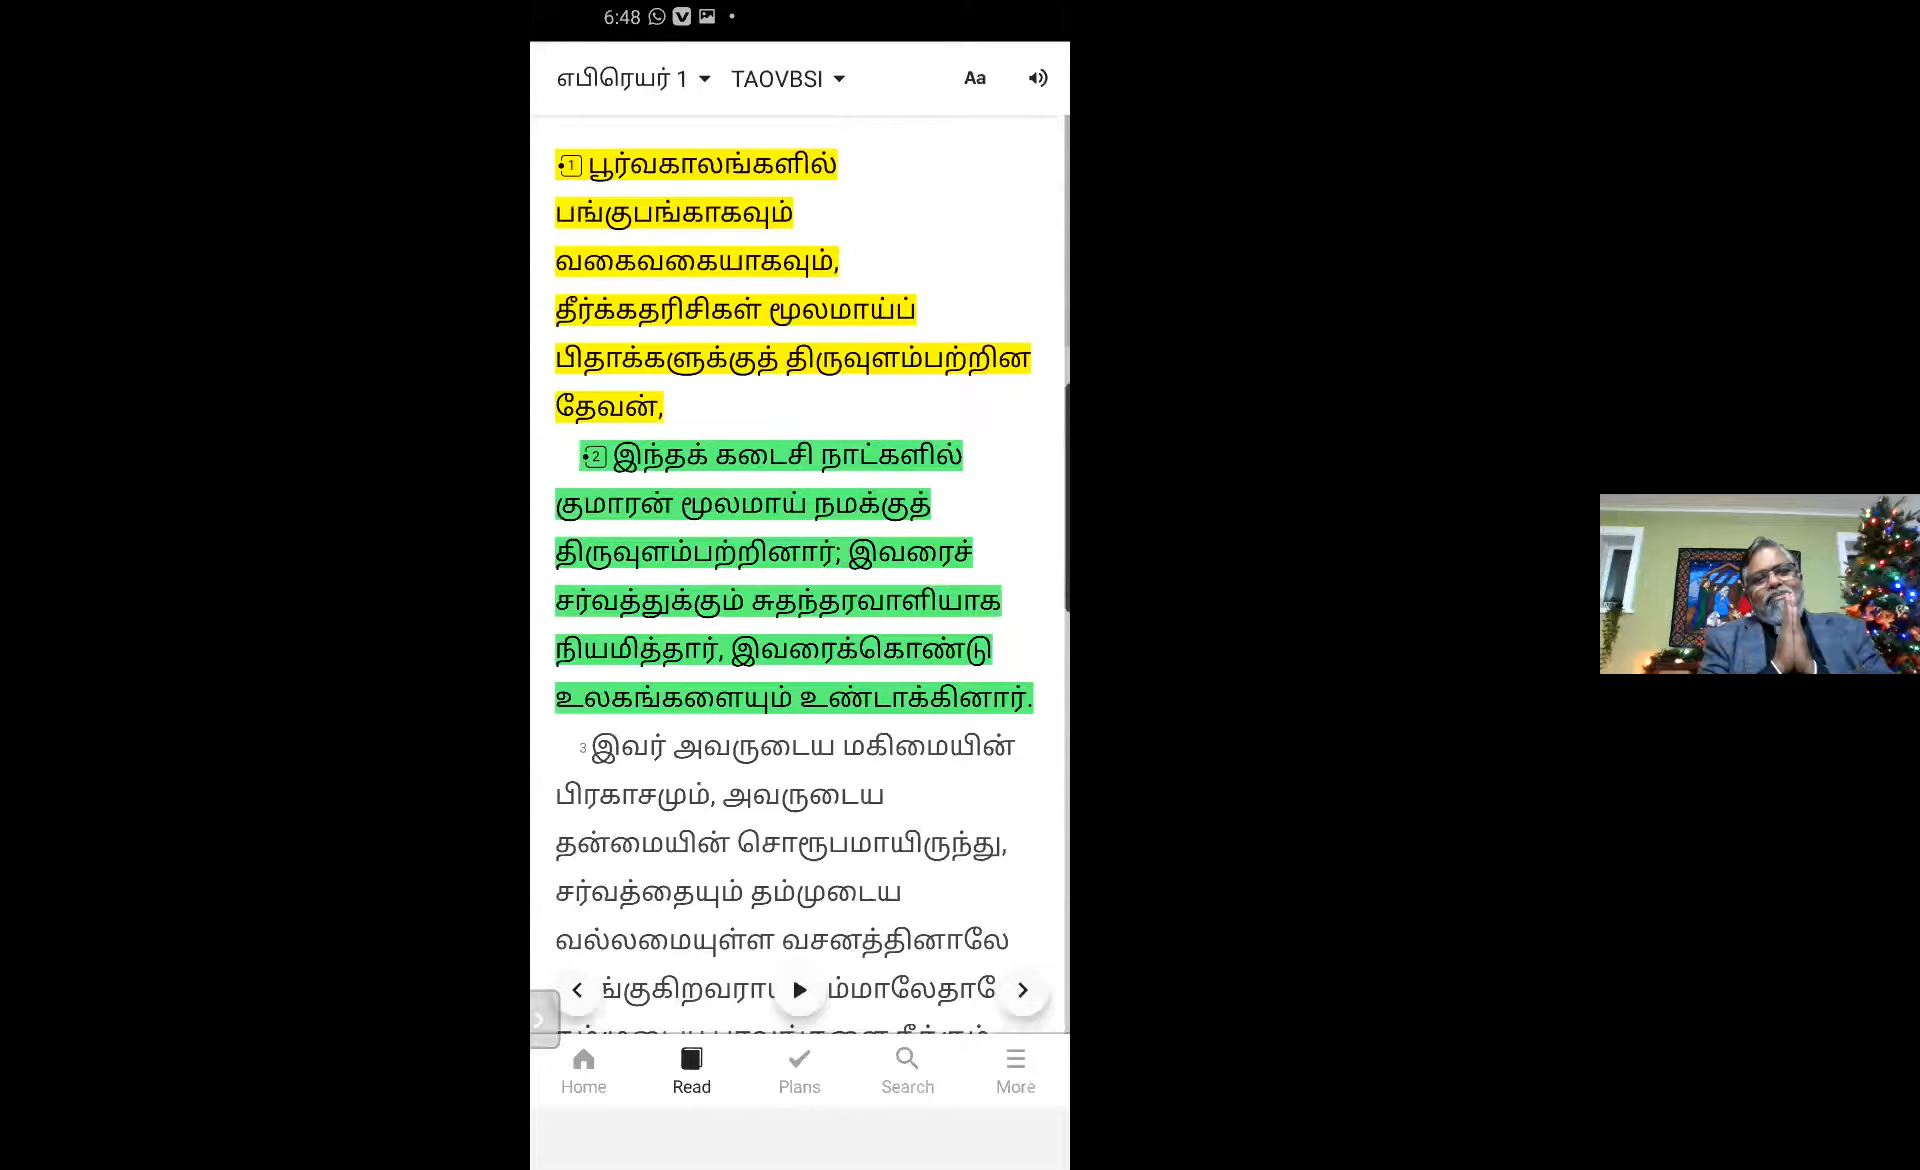 6:48
எபிரெயர் 1 TAOVBSI Aa
1 பூர்வகாலங்களில்
பங்குபங்காகவும்
வகைவகையாகவும்,
தீர்க்கதரிசிகள் மூலமாய்ப்
பிதாக்களுக்குத் திருவுளம்பற்றின
தேவன்,
2 இந்தக் கடைசி நாட்களில்
குமாரன் மூலமாய் நமக்குத்
திருவுளம்பற்றினார்; இவரைச்
சர்வத்துக்கும் சுதந்தரவாளியாக
நியமித்தார், இவரைக்கொண்டு
உலகங்களையும் உண்டாக்கினார்.
3 இவர் அவருடைய மகிமையின்
பிரகாசமும், அவருடைய
தன்மையின் சொரூபமாயிருந்து,
சர்வத்தையும் தம்முடைய
வல்லமையுள்ள வசனத்தினாலே
Home Read Plans Search More